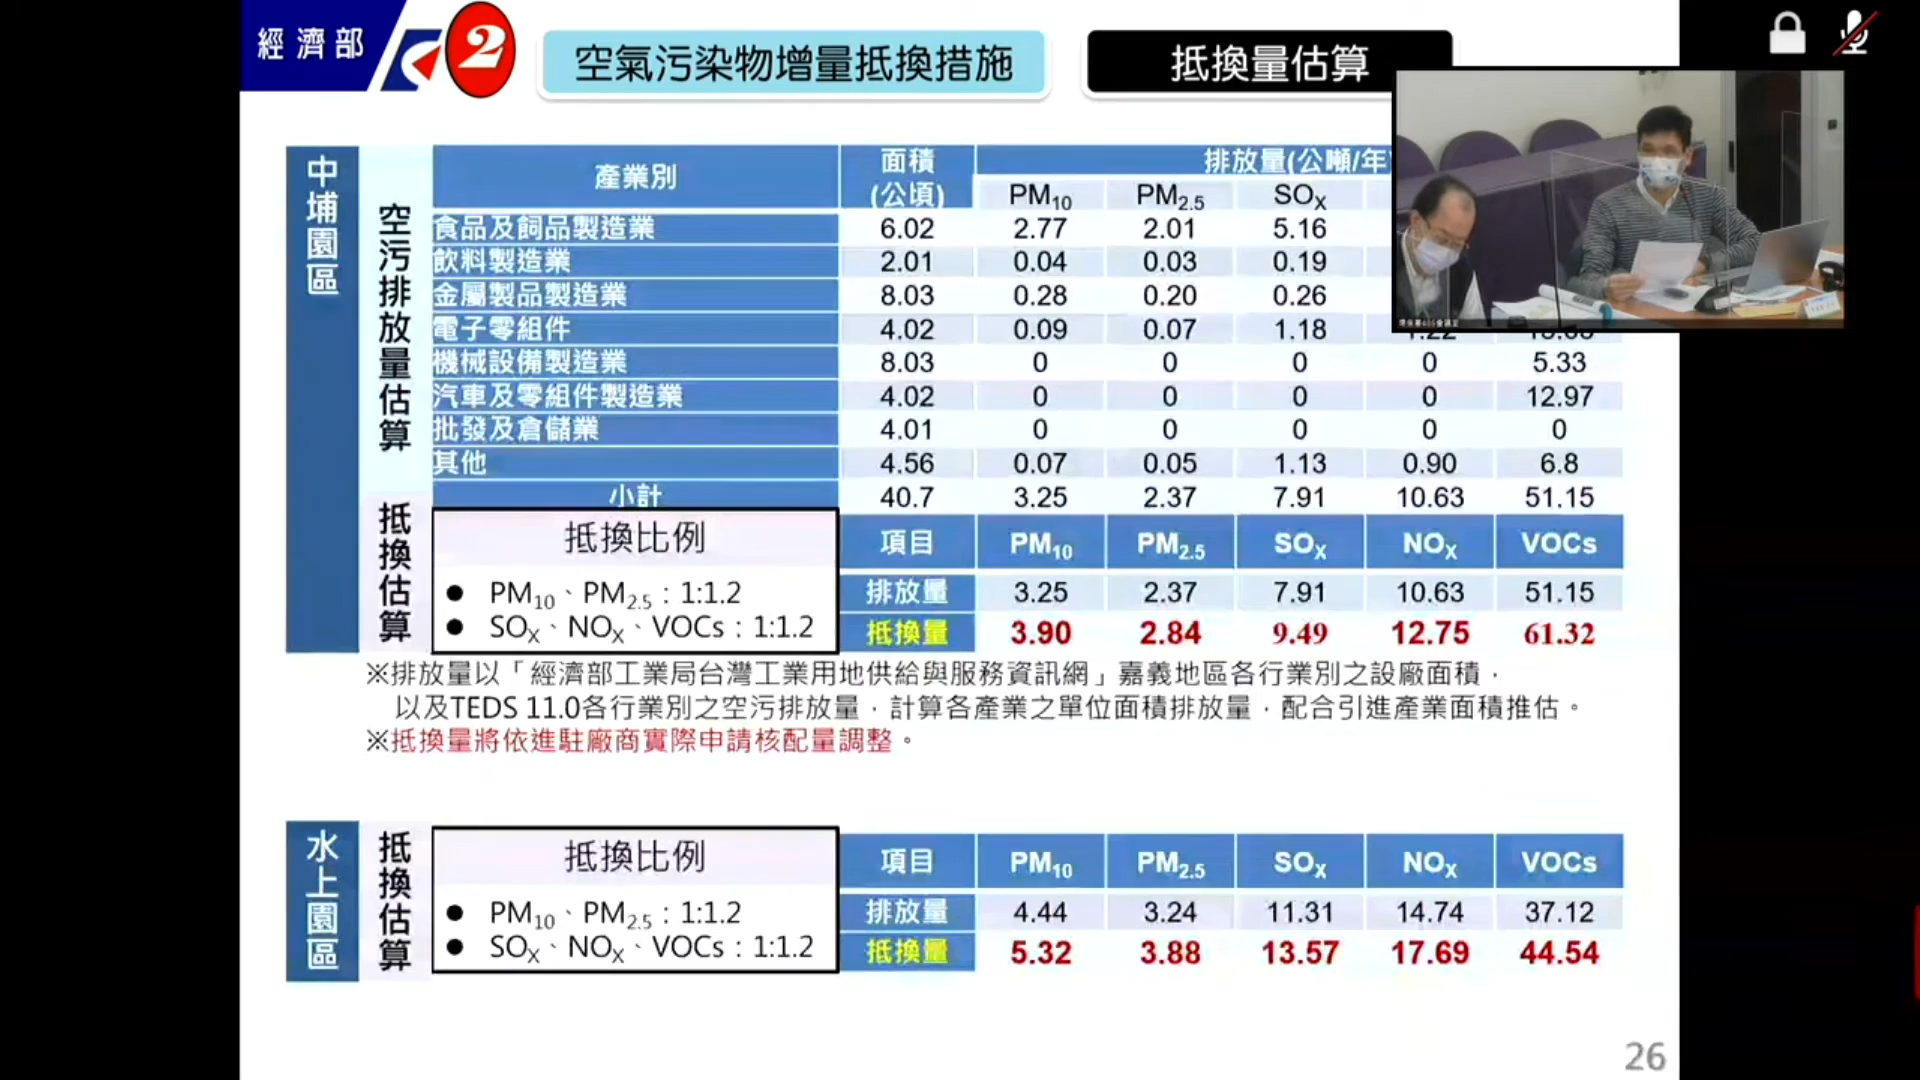 經濟部
2
空氣污染物增量抵換措施
抵換量估算
中埔園區
空污排放量估算
產業別 面積(公頃) 排放量(公噸/年
PM10 PM2.5 SOX
食品及飼品製造業 6.02 2.77 2.01 5.16
飲料製造業 2.01 0.04 0.03 0.19
金屬製品製造業 8.03 0.28 0.20 0.26
電子零組件 4.02 0.09 0.07 1.18
機械設備製造業 8.03 0 0 0 0 5.33
汽車及零組件製造業 4.02 0 0 0 0 12.97
批發及倉儲業 4.01 0 0 0 0 0
其他 4.56 0.07 0.05 1.13 0.90 6.8
小計 40.7 3.25 2.37 7.91 10.63 51.15
抵換估算
抵換比例
● PM10、PM2.5：1:1.2
● SOX、NOX、VOCs：1:1.2
項目 PM10 PM2.5 SOX NOX VOCs
排放量 3.25 2.37 7.91 10.63 51.15
抵換量 3.90 2.84 9.49 12.75 61.32
※排放量以「經濟部工業局台灣工業用地供給與服務資訊網」嘉義地區各行業別之設廠面積，
以及TEDS 11.0各行業別之空污排放量，計算各產業之單位面積排放量，配合引進產業面積推估。
※抵換量將依進駐廠商實際申請核配量調整。
水上園區
抵換估算
抵換比例
● PM10、PM2.5：1:1.2
● SOX、NOX、VOCs：1:1.2
項目 PM10 PM2.5 SOX NOX VOCs
排放量 4.44 3.24 11.31 14.74 37.12
抵換量 5.32 3.88 13.57 17.69 44.54
26